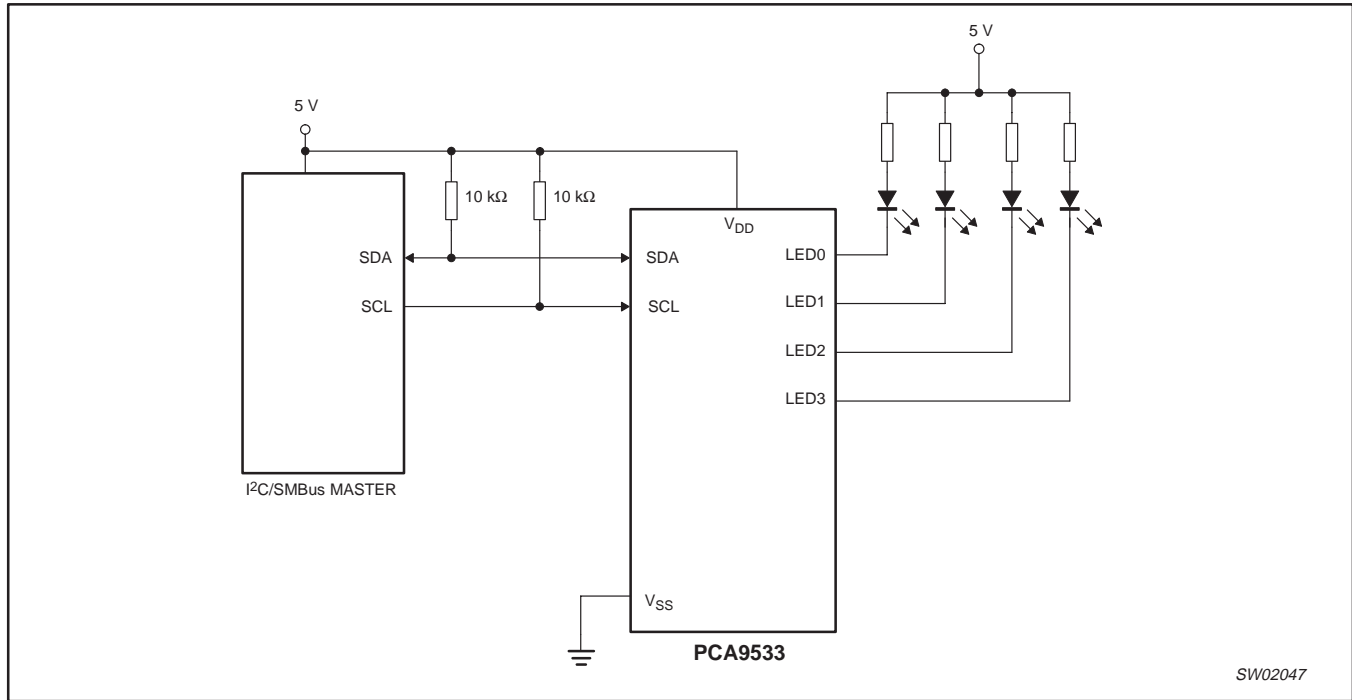 5 V
5 V
10 kΩ
10 kΩ
VDD
SDA
SDA
LED0
SCL
SCL
LED1
LED2
LED3
I²C/SMBus MASTER
VSS
PCA9533
SW02047